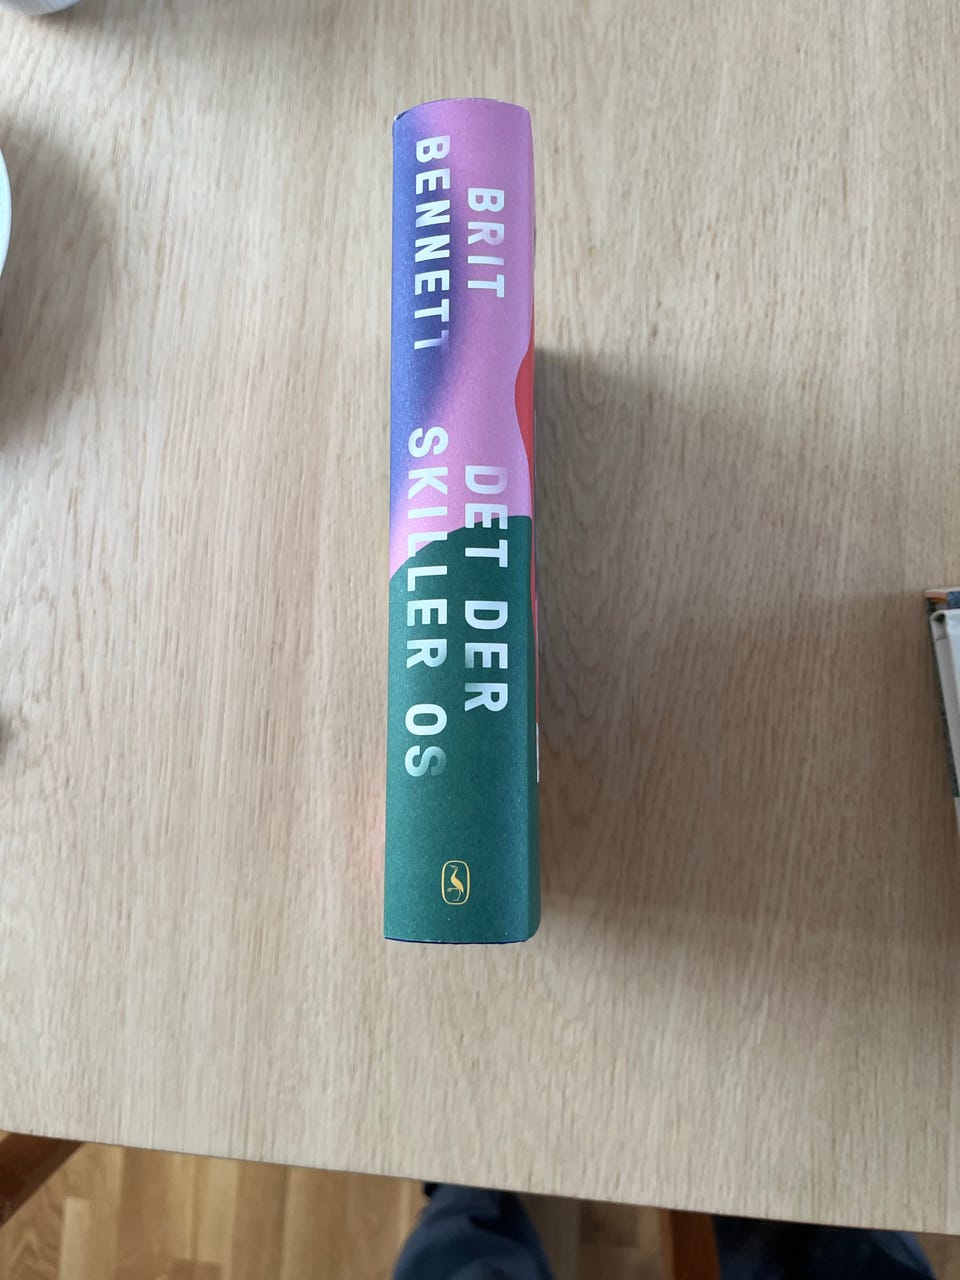 BRIT
BENNETT
DET DER
SKILLER OS